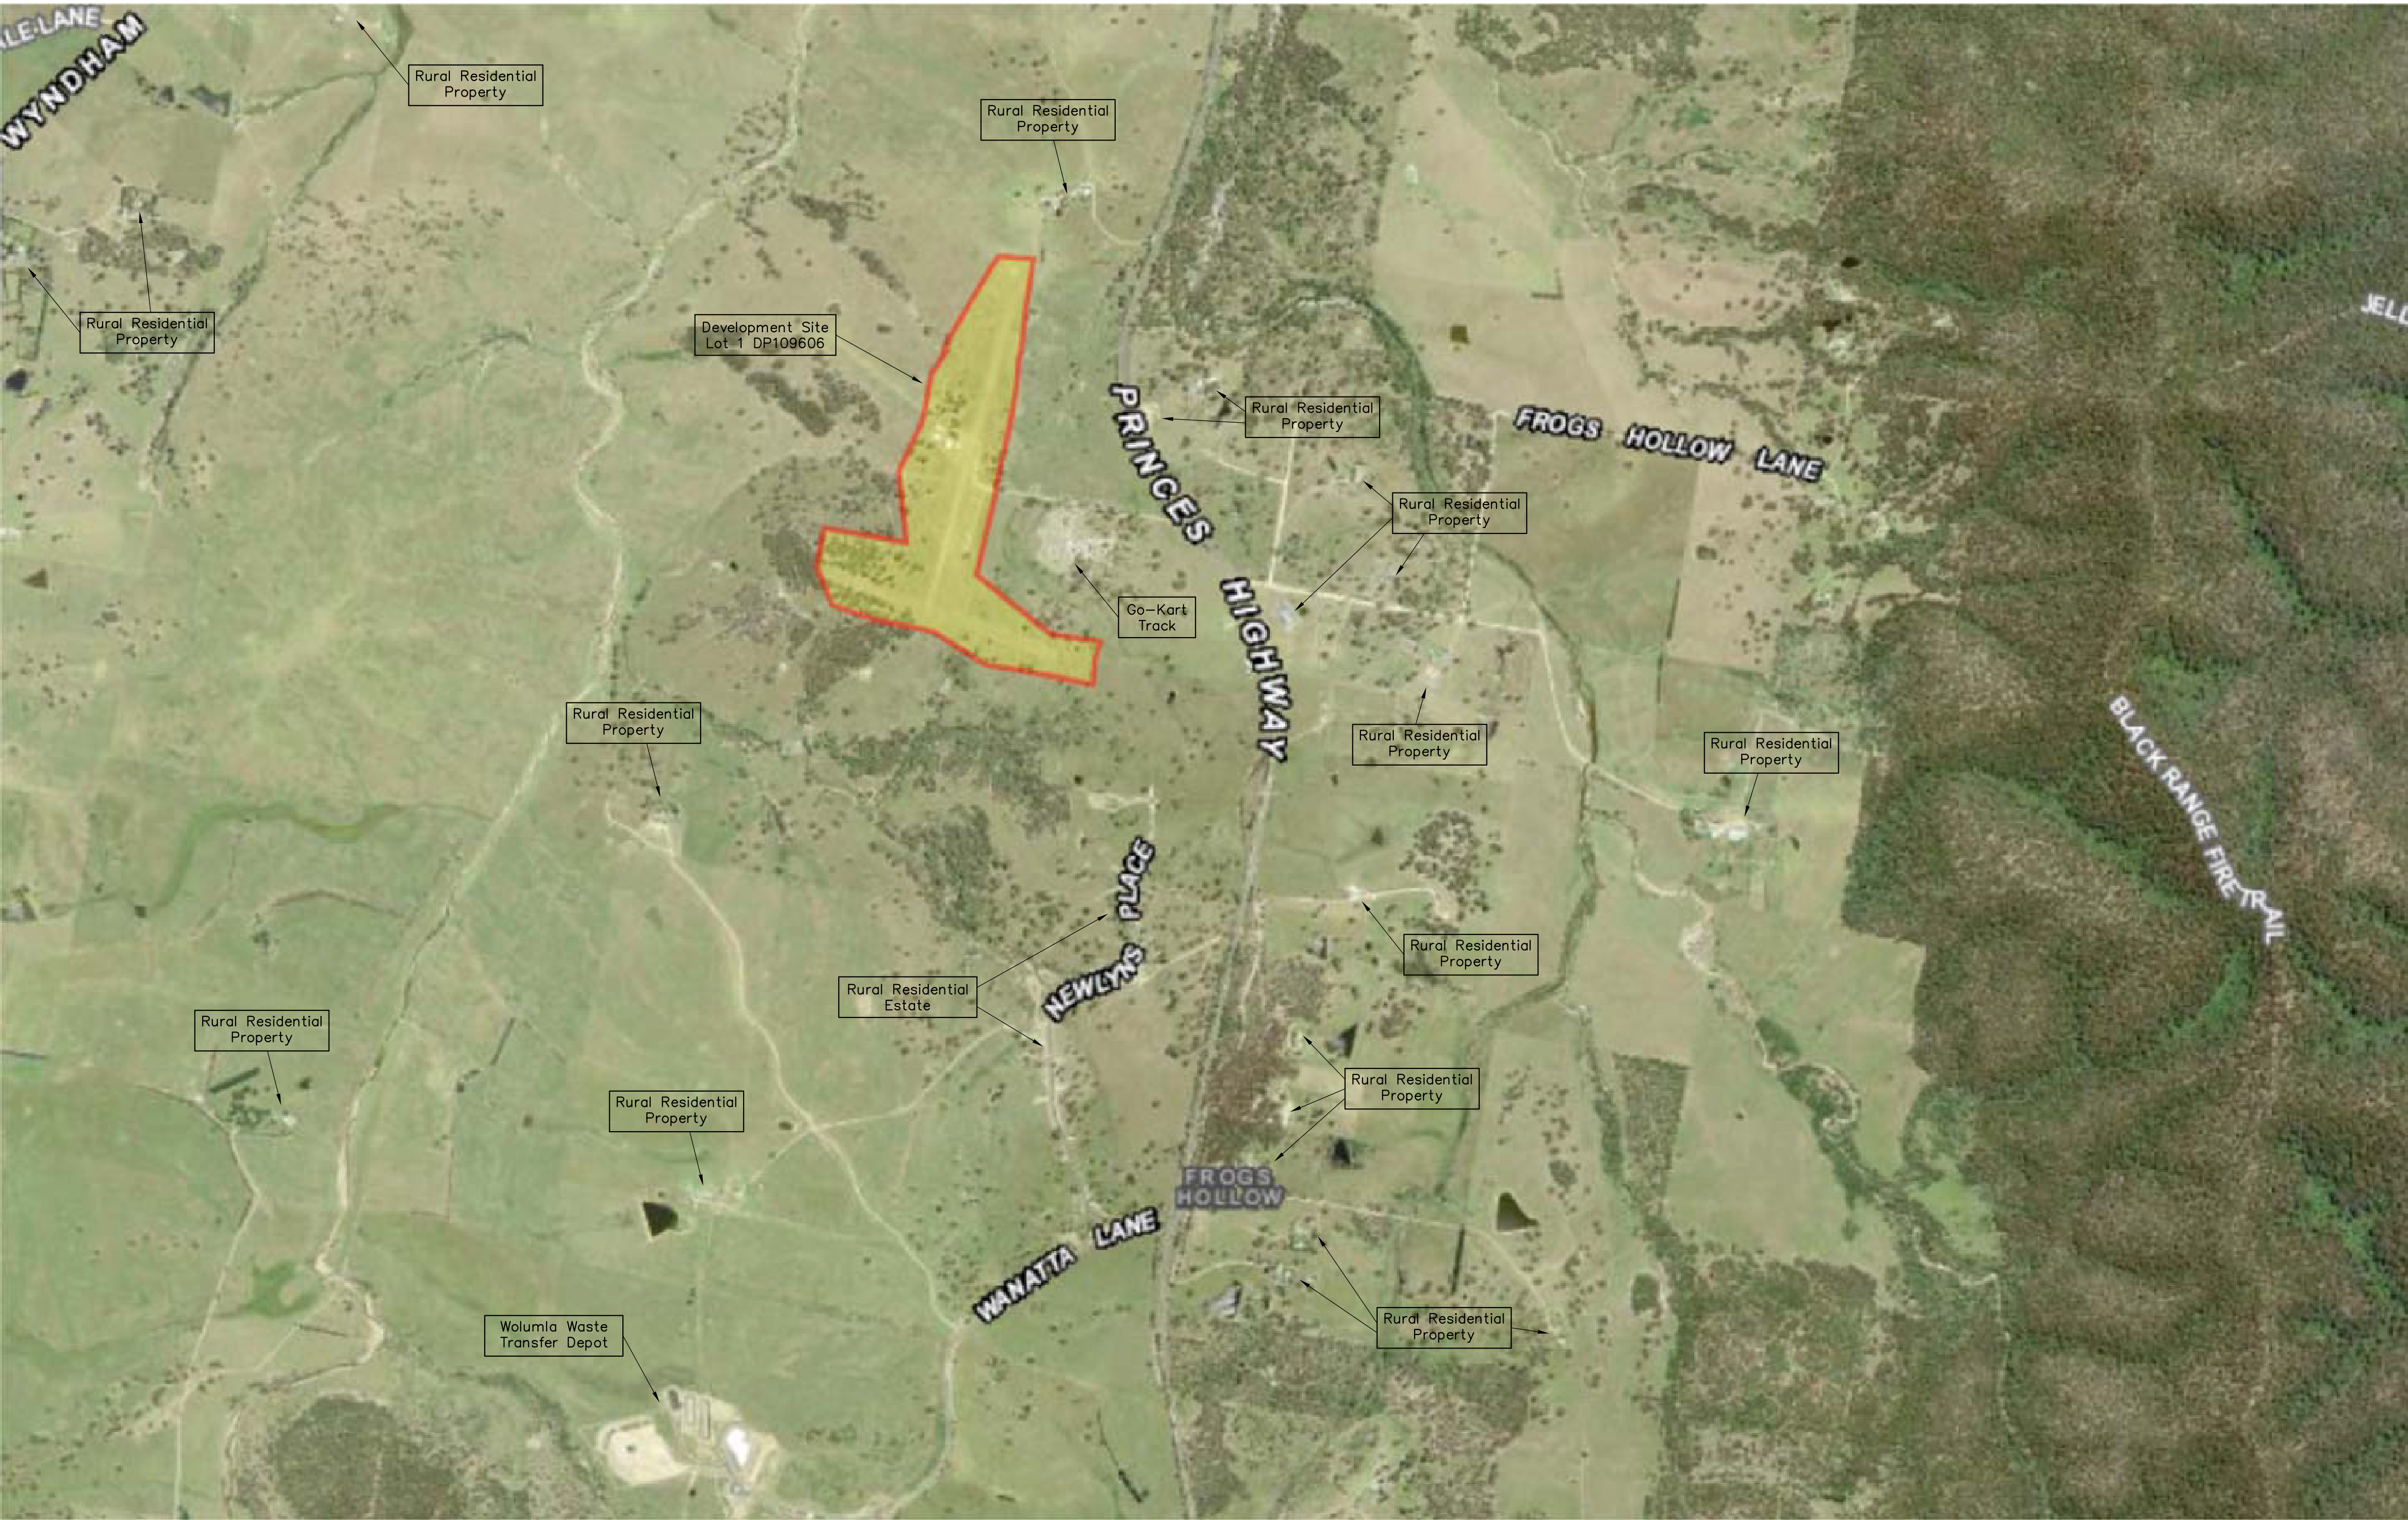 ALE LANE
WYNDHAM
Rural Residential
Property
Rural Residential
Property
Rural Residential
Property
Development Site
Lot 1 DP109606
JELL
PRINCES
HIGHWAY
Rural Residential
Property
FROGS HOLLOW LANE
Rural Residential
Property
Go-Kart
Track
Rural Residential
Property
Rural Residential
Property
Rural Residential
Property
BLACK RANGE FIRE TRAIL
NEWLYNS PLACE
Rural Residential
Estate
Rural Residential
Property
Rural Residential
Property
Rural Residential
Property
Rural Residential
Property
FROGS
HOLLOW
WANATTA LANE
Wolumla Waste
Transfer Depot
Rural Residential
Property